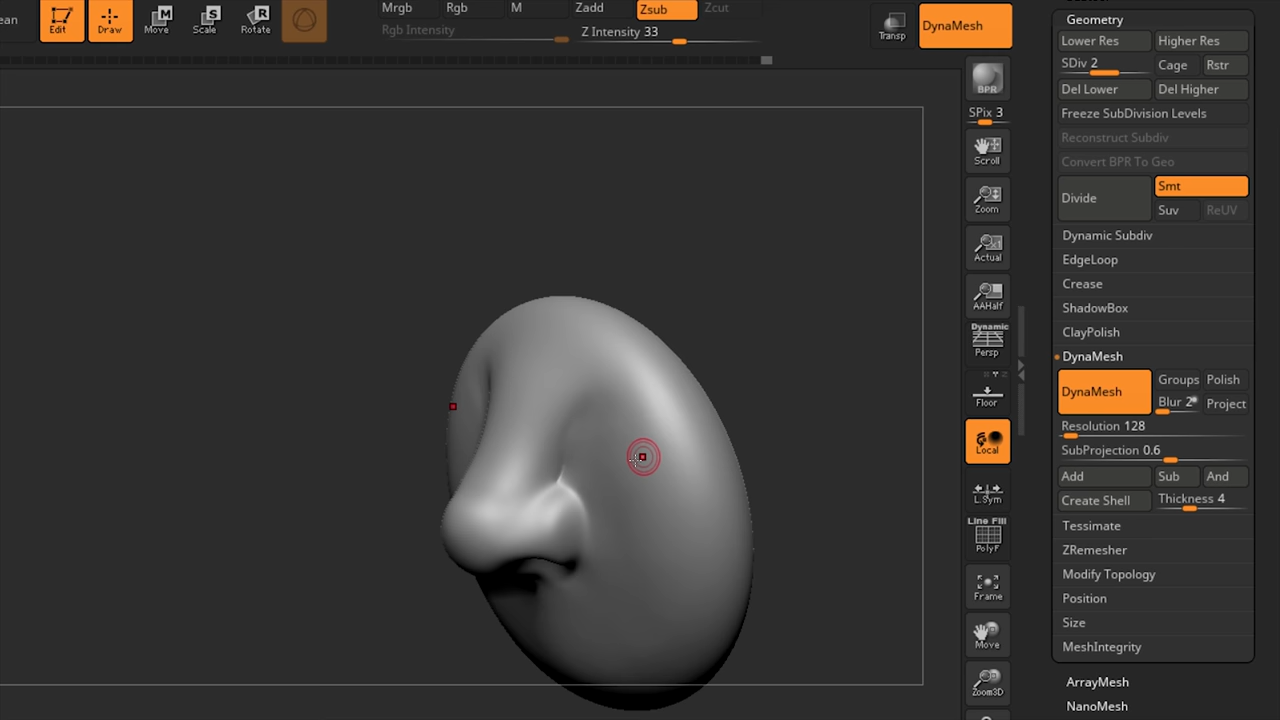 ean
Edit
Draw
Move
Scale
Rotate
Mrgb
Rgb
M
Zadd
Zsub
Zcut
Rgb Intensity
Z Intensity 33
Transp
DynaMesh
BPR
SPix 3
Scroll
Zoom
Actual
AAHalf
Dynamic
Persp
Floor
Local
L.Sym
Line Fill
PolyF
Frame
Move
Zoom3D
Geometry
Lower Res
Higher Res
SDiv 2
Cage
Rstr
Del Lower
Del Higher
Freeze SubDivision Levels
Reconstruct Subdiv
Convert BPR To Geo
Divide
Smt
Suv
ReUV
Dynamic Subdiv
EdgeLoop
Crease
ShadowBox
ClayPolish
DynaMesh
DynaMesh
Groups
Polish
Blur 2
Project
Resolution 128
SubProjection 0.6
Add
Sub
And
Create Shell
Thickness 4
Tessimate
ZRemesher
Modify Topology
Position
Size
MeshIntegrity
ArrayMesh
NanoMesh